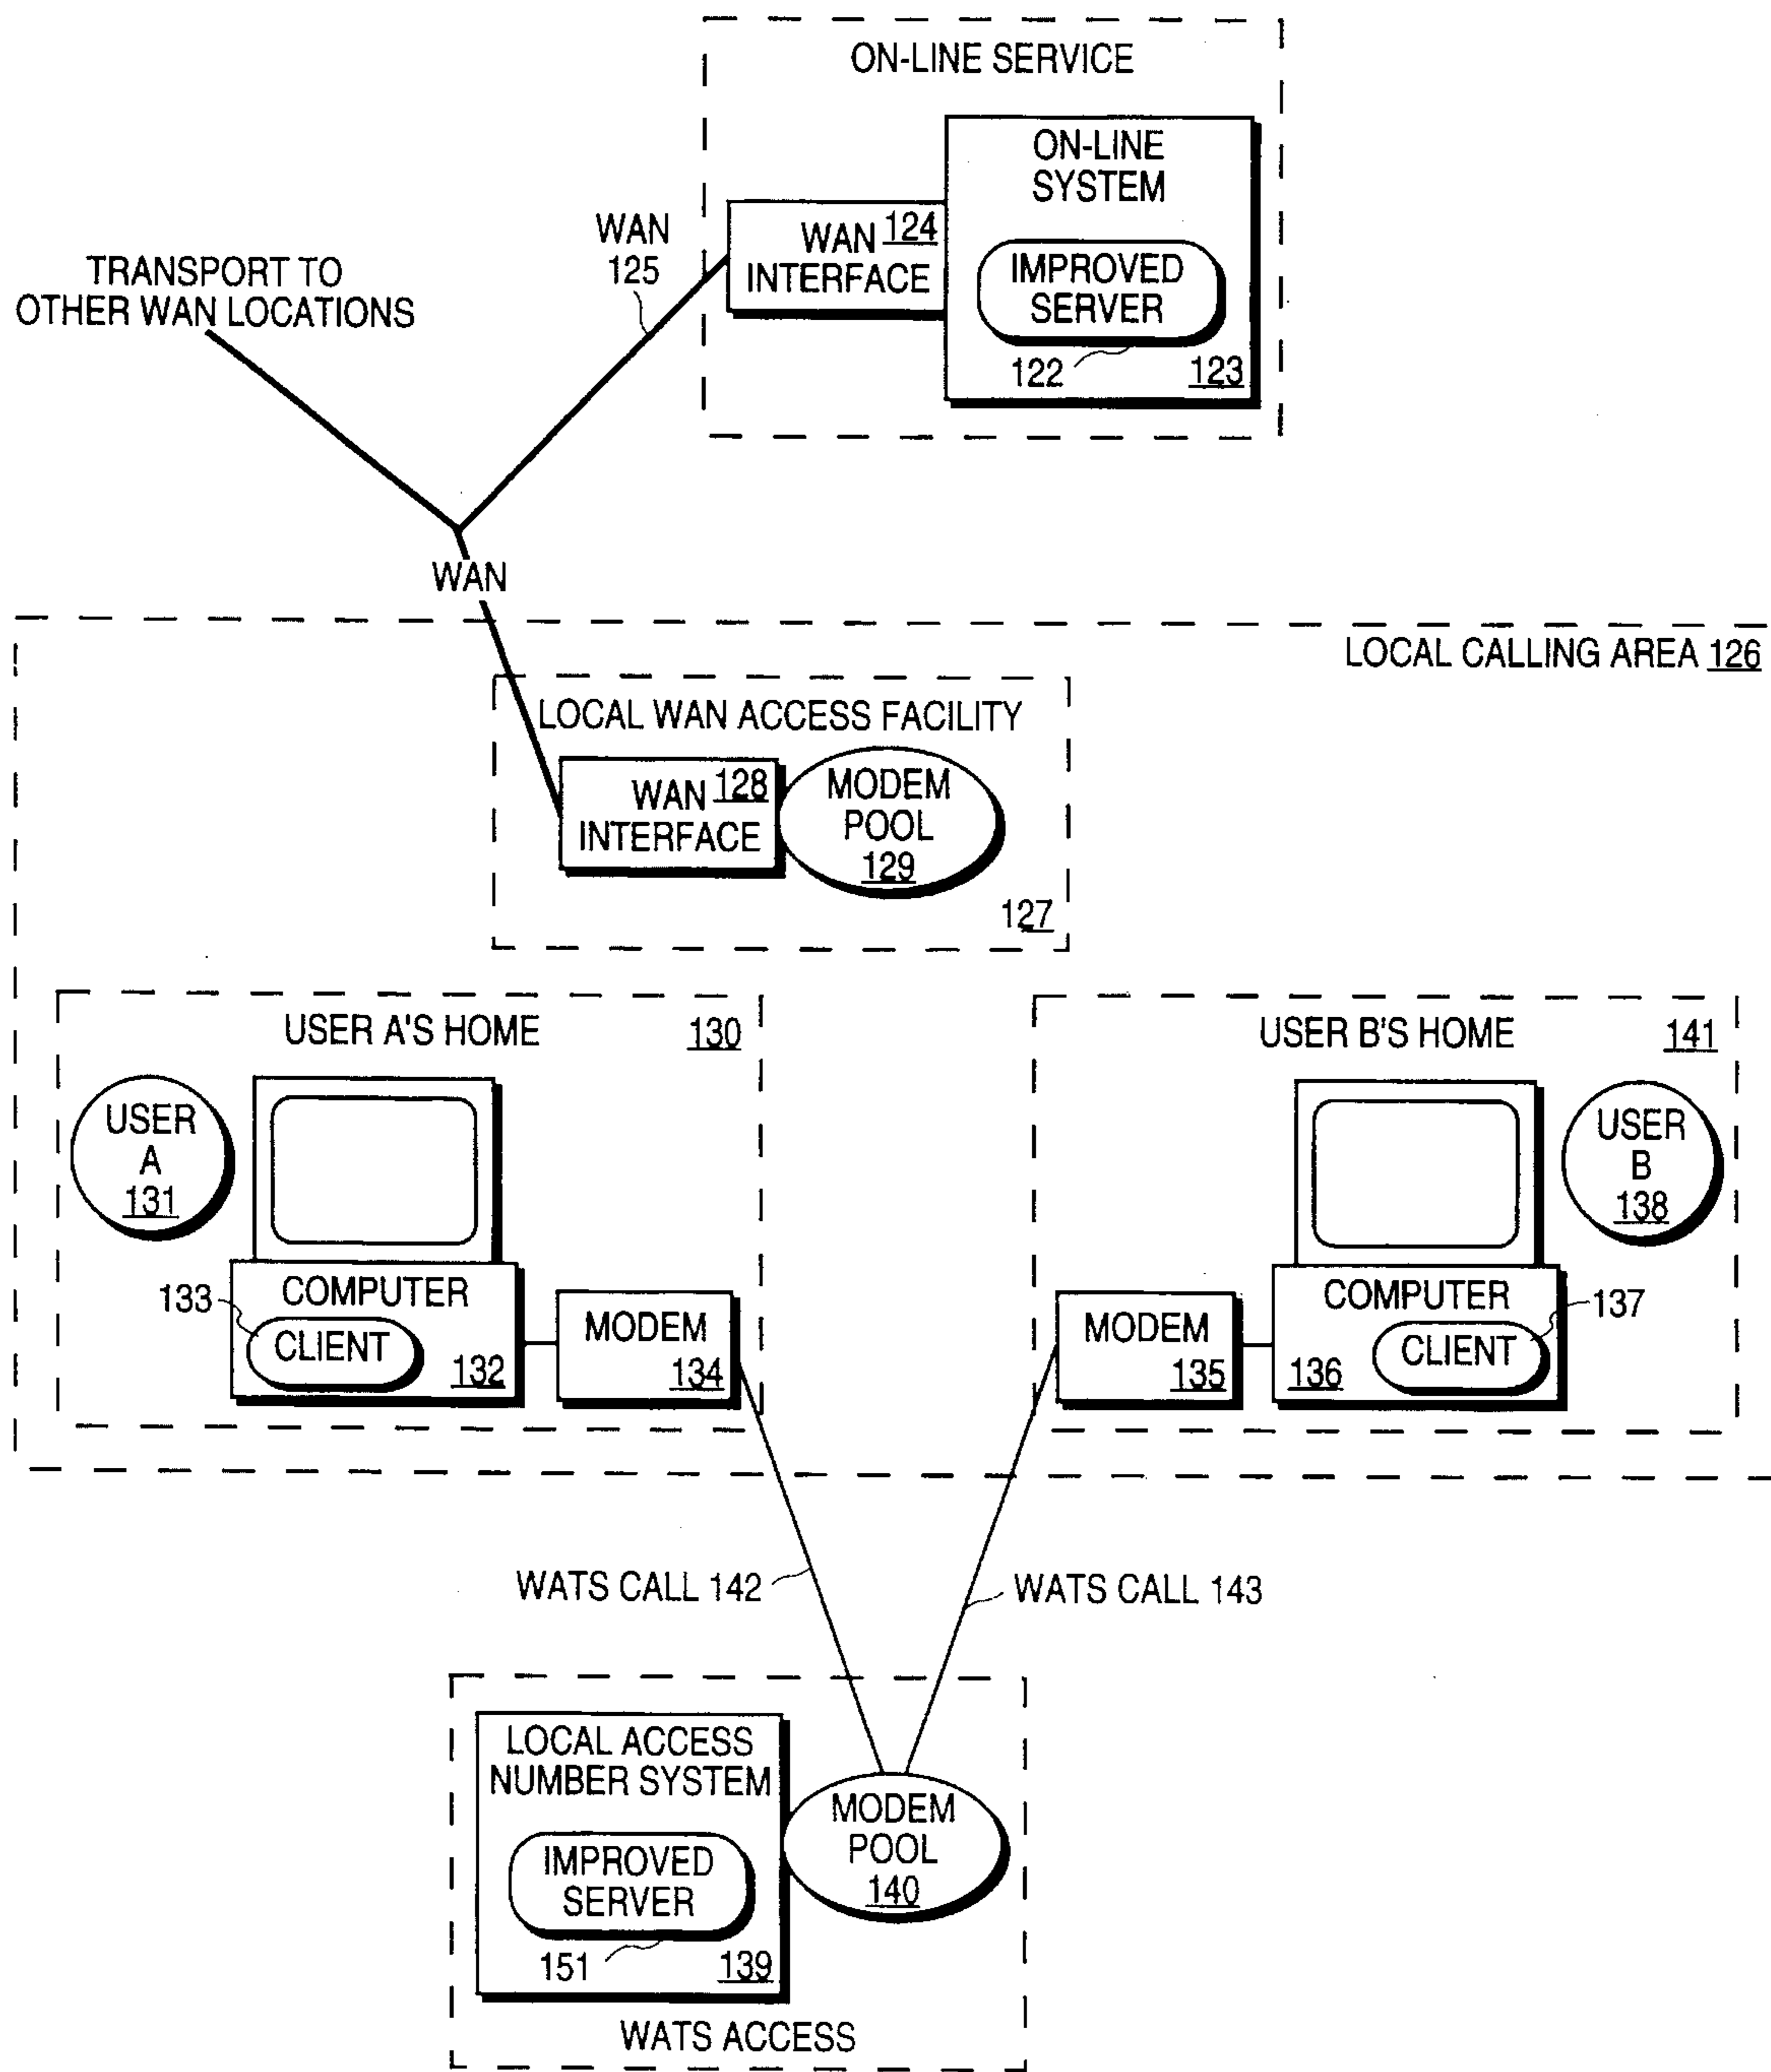 ON-LINE SERVICE
ON-LINE
SYSTEM
WAN
125
WAN 124
INTERFACE
IMPROVED
SERVER
122
123
TRANSPORT TO
OTHER WAN LOCATIONS
WAN
LOCAL CALLING AREA 126
LOCAL WAN ACCESS FACILITY
WAN 128
INTERFACE
MODEM
POOL
129
127
USER A'S HOME 130
USER
A
131
COMPUTER
133
CLIENT
132
MODEM
134
USER B'S HOME 141
USER
B
138
MODEM
135
COMPUTER
137
CLIENT
136
WATS CALL 142
WATS CALL 143
LOCAL ACCESS
NUMBER SYSTEM
IMPROVED
SERVER
151
139
MODEM
POOL
140
WATS ACCESS